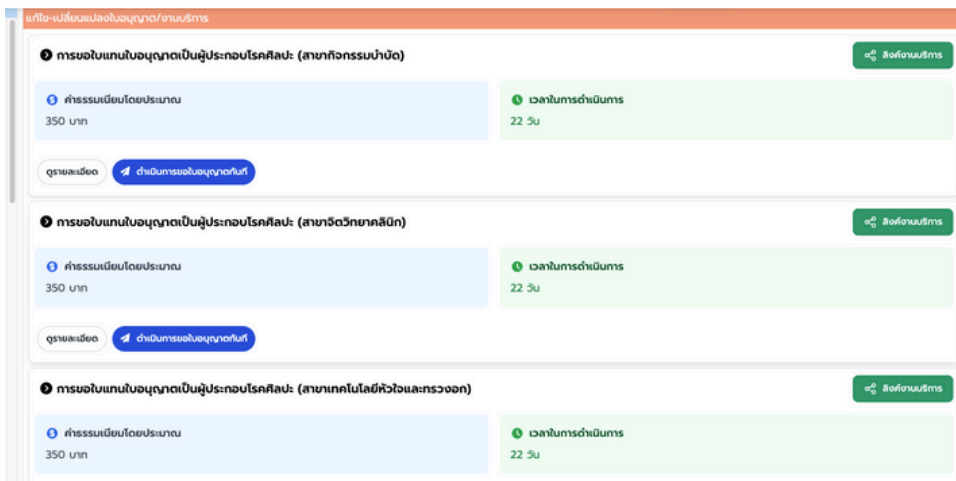 แก้ไข-เปลี่ยนแปลงใบอนุญาต/งานบริการ
การขอใบแทนใบอนุญาตเป็นผู้ประกอบโรคศิลปะ (สาขากิจกรรมบำบัด)
ลิงค์งานบริการ
ค่าธรรมเนียมโดยประมาณ
350 บาท
เวลาในการดำเนินการ
22 วัน
ดูรายละเอียด
ดำเนินการขอใบอนุญาตทันที
การขอใบแทนใบอนุญาตเป็นผู้ประกอบโรคศิลปะ (สาขาจิตวิทยาคลินิก)
ลิงค์งานบริการ
ค่าธรรมเนียมโดยประมาณ
350 บาท
เวลาในการดำเนินการ
22 วัน
ดูรายละเอียด
ดำเนินการขอใบอนุญาตทันที
การขอใบแทนใบอนุญาตเป็นผู้ประกอบโรคศิลปะ (สาขาเทคโนโลยีหัวใจและทรวงอก)
ลิงค์งานบริการ
ค่าธรรมเนียมโดยประมาณ
350 บาท
เวลาในการดำเนินการ
22 วัน